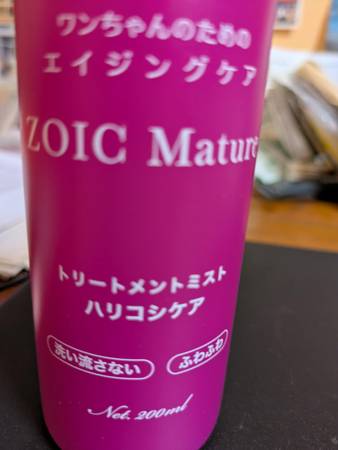 ワンちゃんのための
エイジングケア
ZOIC Mature
トリートメントミスト
ハリコシケア
洗い流さない ふわふわ
Net. 200ml